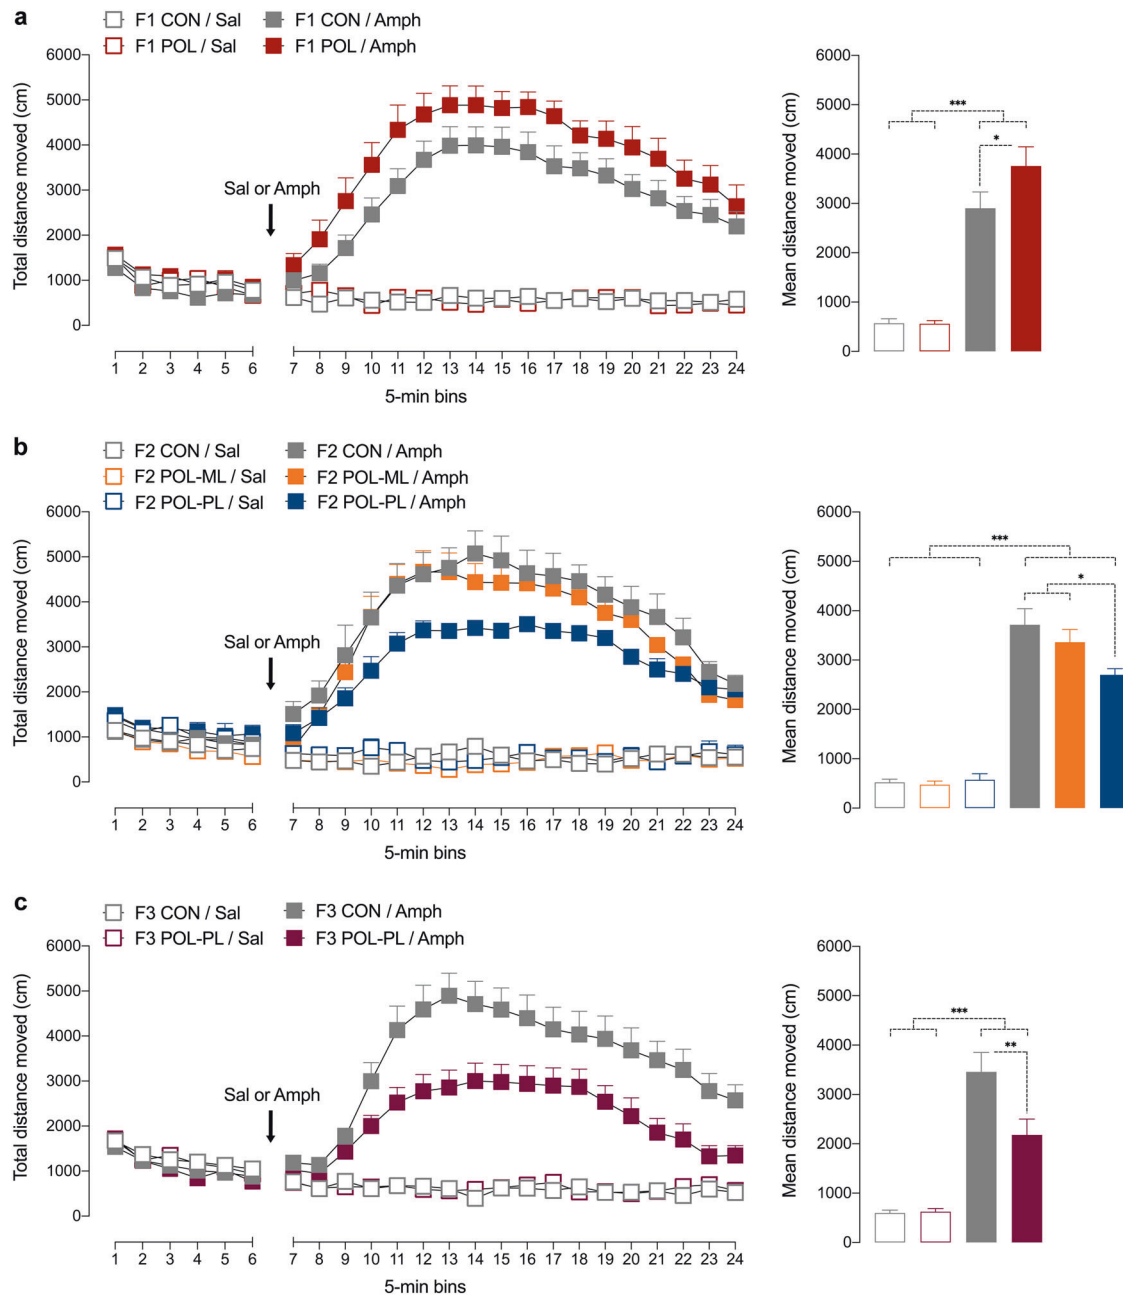 a
F1 CON / Sal
F1 CON / Amph
F1 POL / Sal
F1 POL / Amph
Total distance moved (cm)
6000
5000
4000
3000
2000
1000
0
Sal or Amph
1 2 3 4 5 6 7 8 9 10 11 12 13 14 15 16 17 18 19 20 21 22 23 24
5-min bins
Mean distance moved (cm)
6000
5000
4000
3000
2000
1000
0
***
*
b
F2 CON / Sal
F2 CON / Amph
F2 POL-ML / Sal
F2 POL-ML / Amph
F2 POL-PL / Sal
F2 POL-PL / Amph
Total distance moved (cm)
6000
5000
4000
3000
2000
1000
0
Sal or Amph
1 2 3 4 5 6 7 8 9 10 11 12 13 14 15 16 17 18 19 20 21 22 23 24
5-min bins
Mean distance moved (cm)
6000
5000
4000
3000
2000
1000
0
***
*
c
F3 CON / Sal
F3 CON / Amph
F3 POL-PL / Sal
F3 POL-PL / Amph
Total distance moved (cm)
6000
5000
4000
3000
2000
1000
0
Sal or Amph
1 2 3 4 5 6 7 8 9 10 11 12 13 14 15 16 17 18 19 20 21 22 23 24
5-min bins
Mean distance moved (cm)
6000
5000
4000
3000
2000
1000
0
***
**